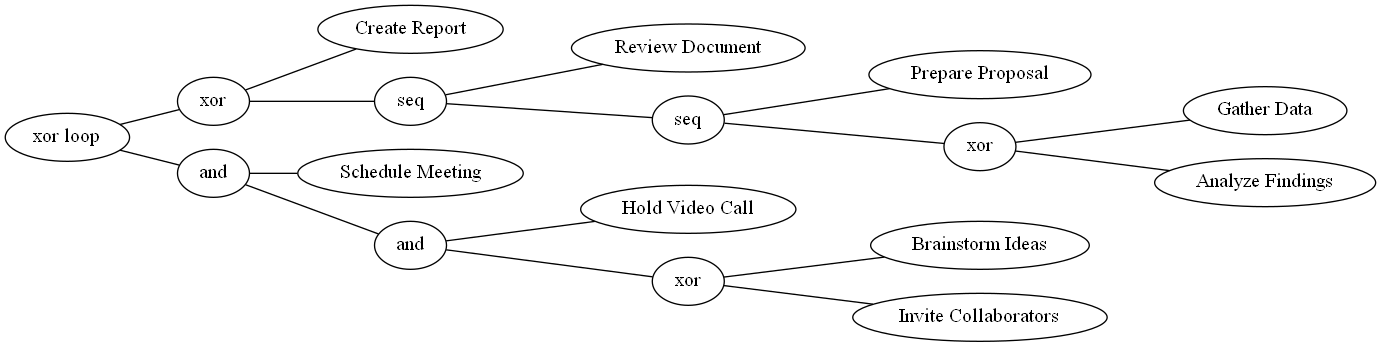 Create Report
Review Document
Prepare Proposal
xor
seq
Gather Data
seq
xor loop
xor
and
Schedule Meeting
Analyze Findings
Hold Video Call
and
Brainstorm Ideas
xor
Invite Collaborators